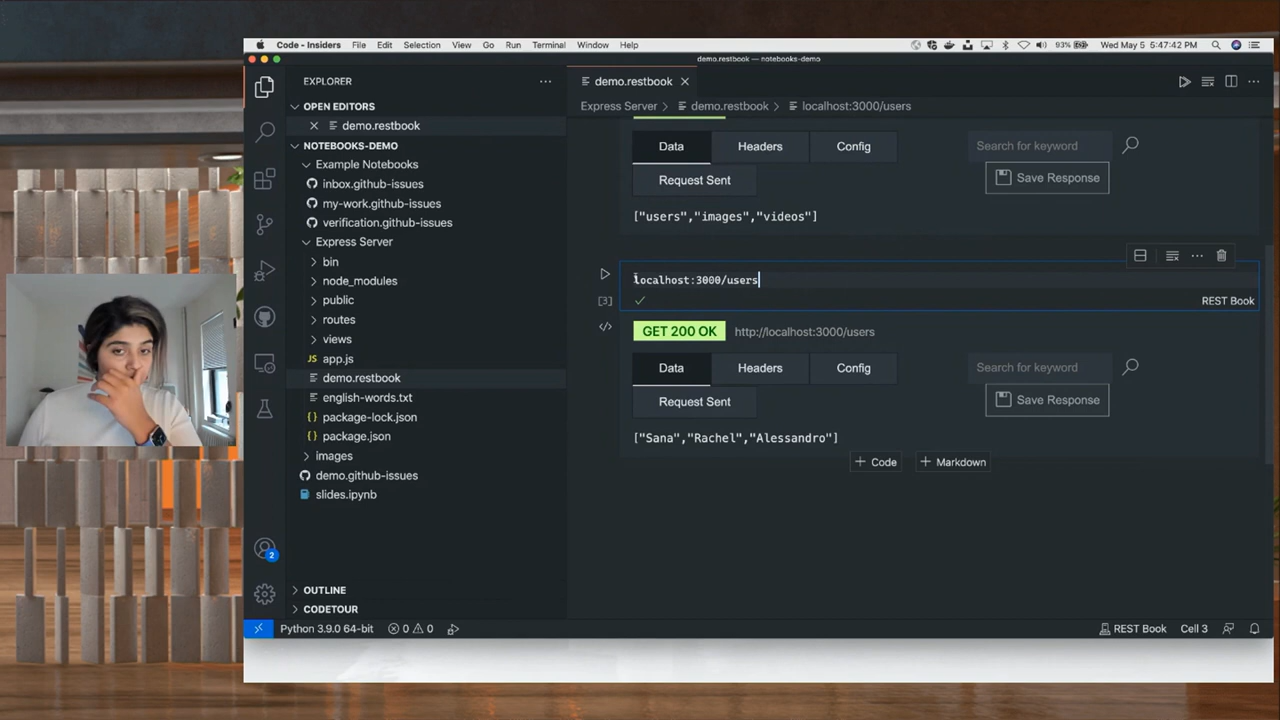 Code - Insiders File Edit Selection View Go Run Terminal Window Help 93% Wed May 5 5:47:42 PM
demo.restbook — notebooks-demo
EXPLORER
OPEN EDITORS
demo.restbook
NOTEBOOKS-DEMO
Example Notebooks
inbox.github-issues
my-work.github-issues
verification.github-issues
Express Server
bin
node_modules
public
routes
views
JS app.js
demo.restbook
english-words.txt
{} package-lock.json
{} package.json
images
demo.github-issues
slides.ipynb
OUTLINE
CODETOUR
demo.restbook
Express Server > demo.restbook > localhost:3000/users
Data Headers Config Search for keyword
Request Sent Save Response
["users","images","videos"]
localhost:3000/users
[3] REST Book
GET 200 OK http://localhost:3000/users
Data Headers Config Search for keyword
Request Sent Save Response
["Sana","Rachel","Alessandro"]
+ Code + Markdown
2
Python 3.9.0 64-bit 0 0 REST Book Cell 3